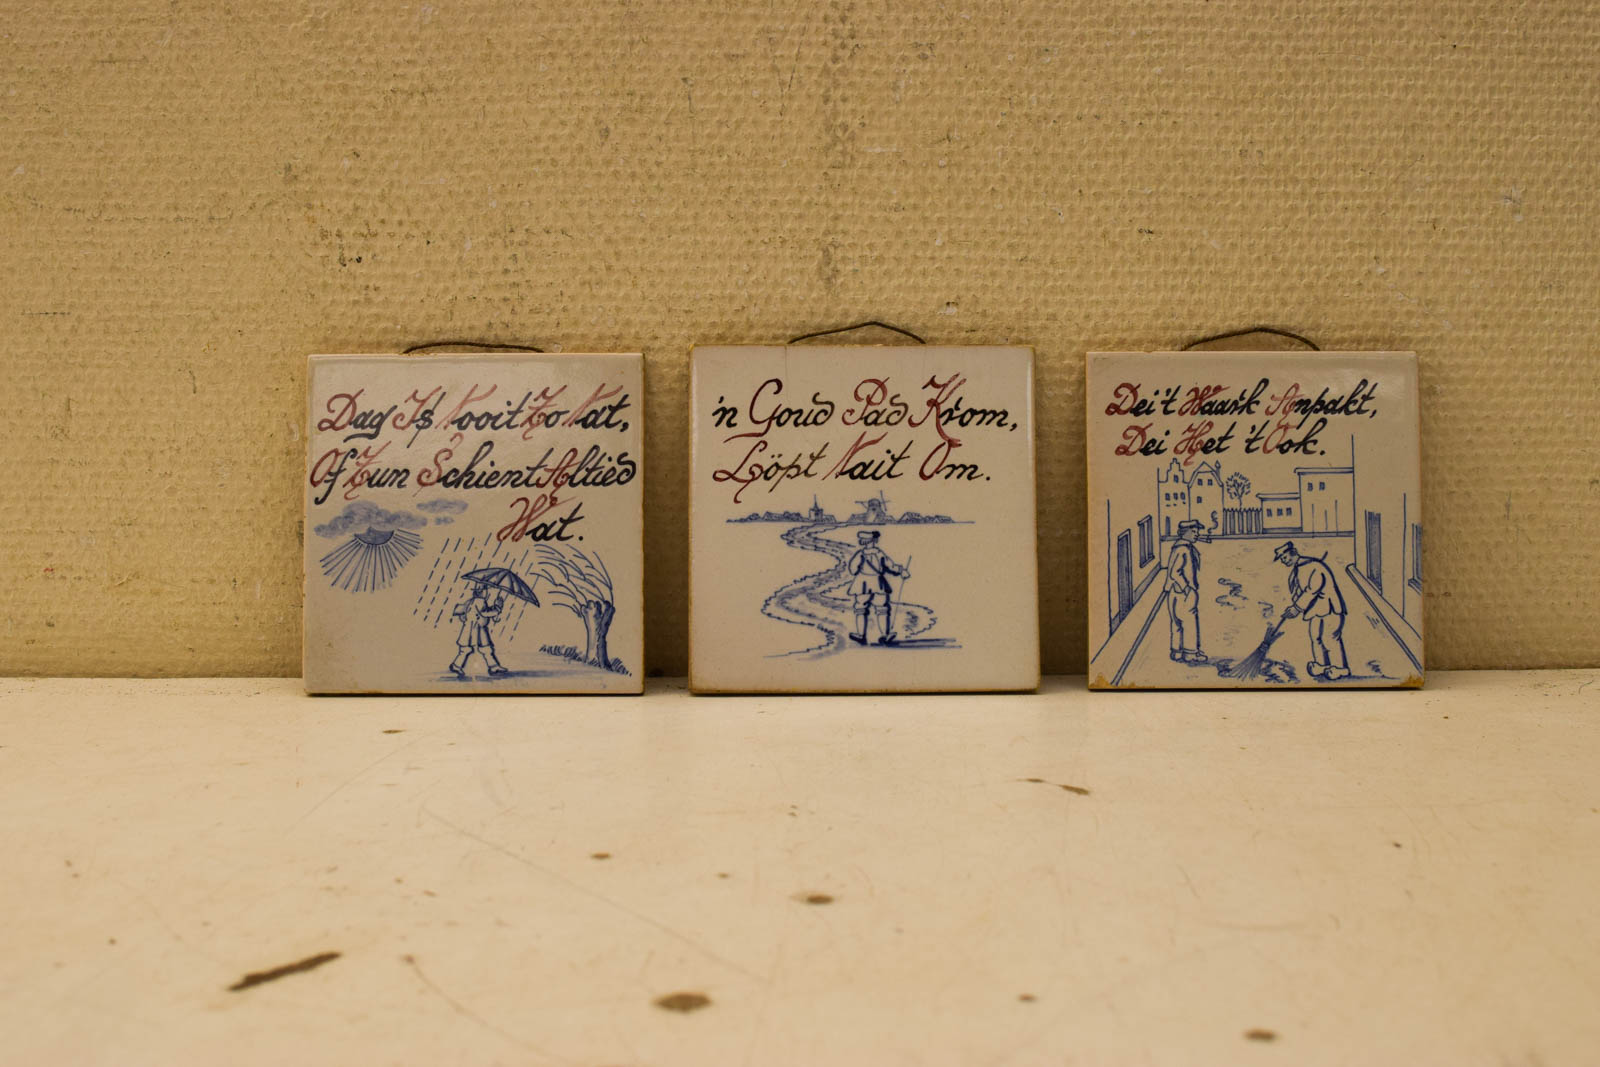 Dag Is Nooit Zo Nat,
Of Zun Schient Altied
Wat.
'n Goud Pad Krom,
Löpt Nait Om.
Dei 't Waark Anpakt,
Dei Het 't Ook.